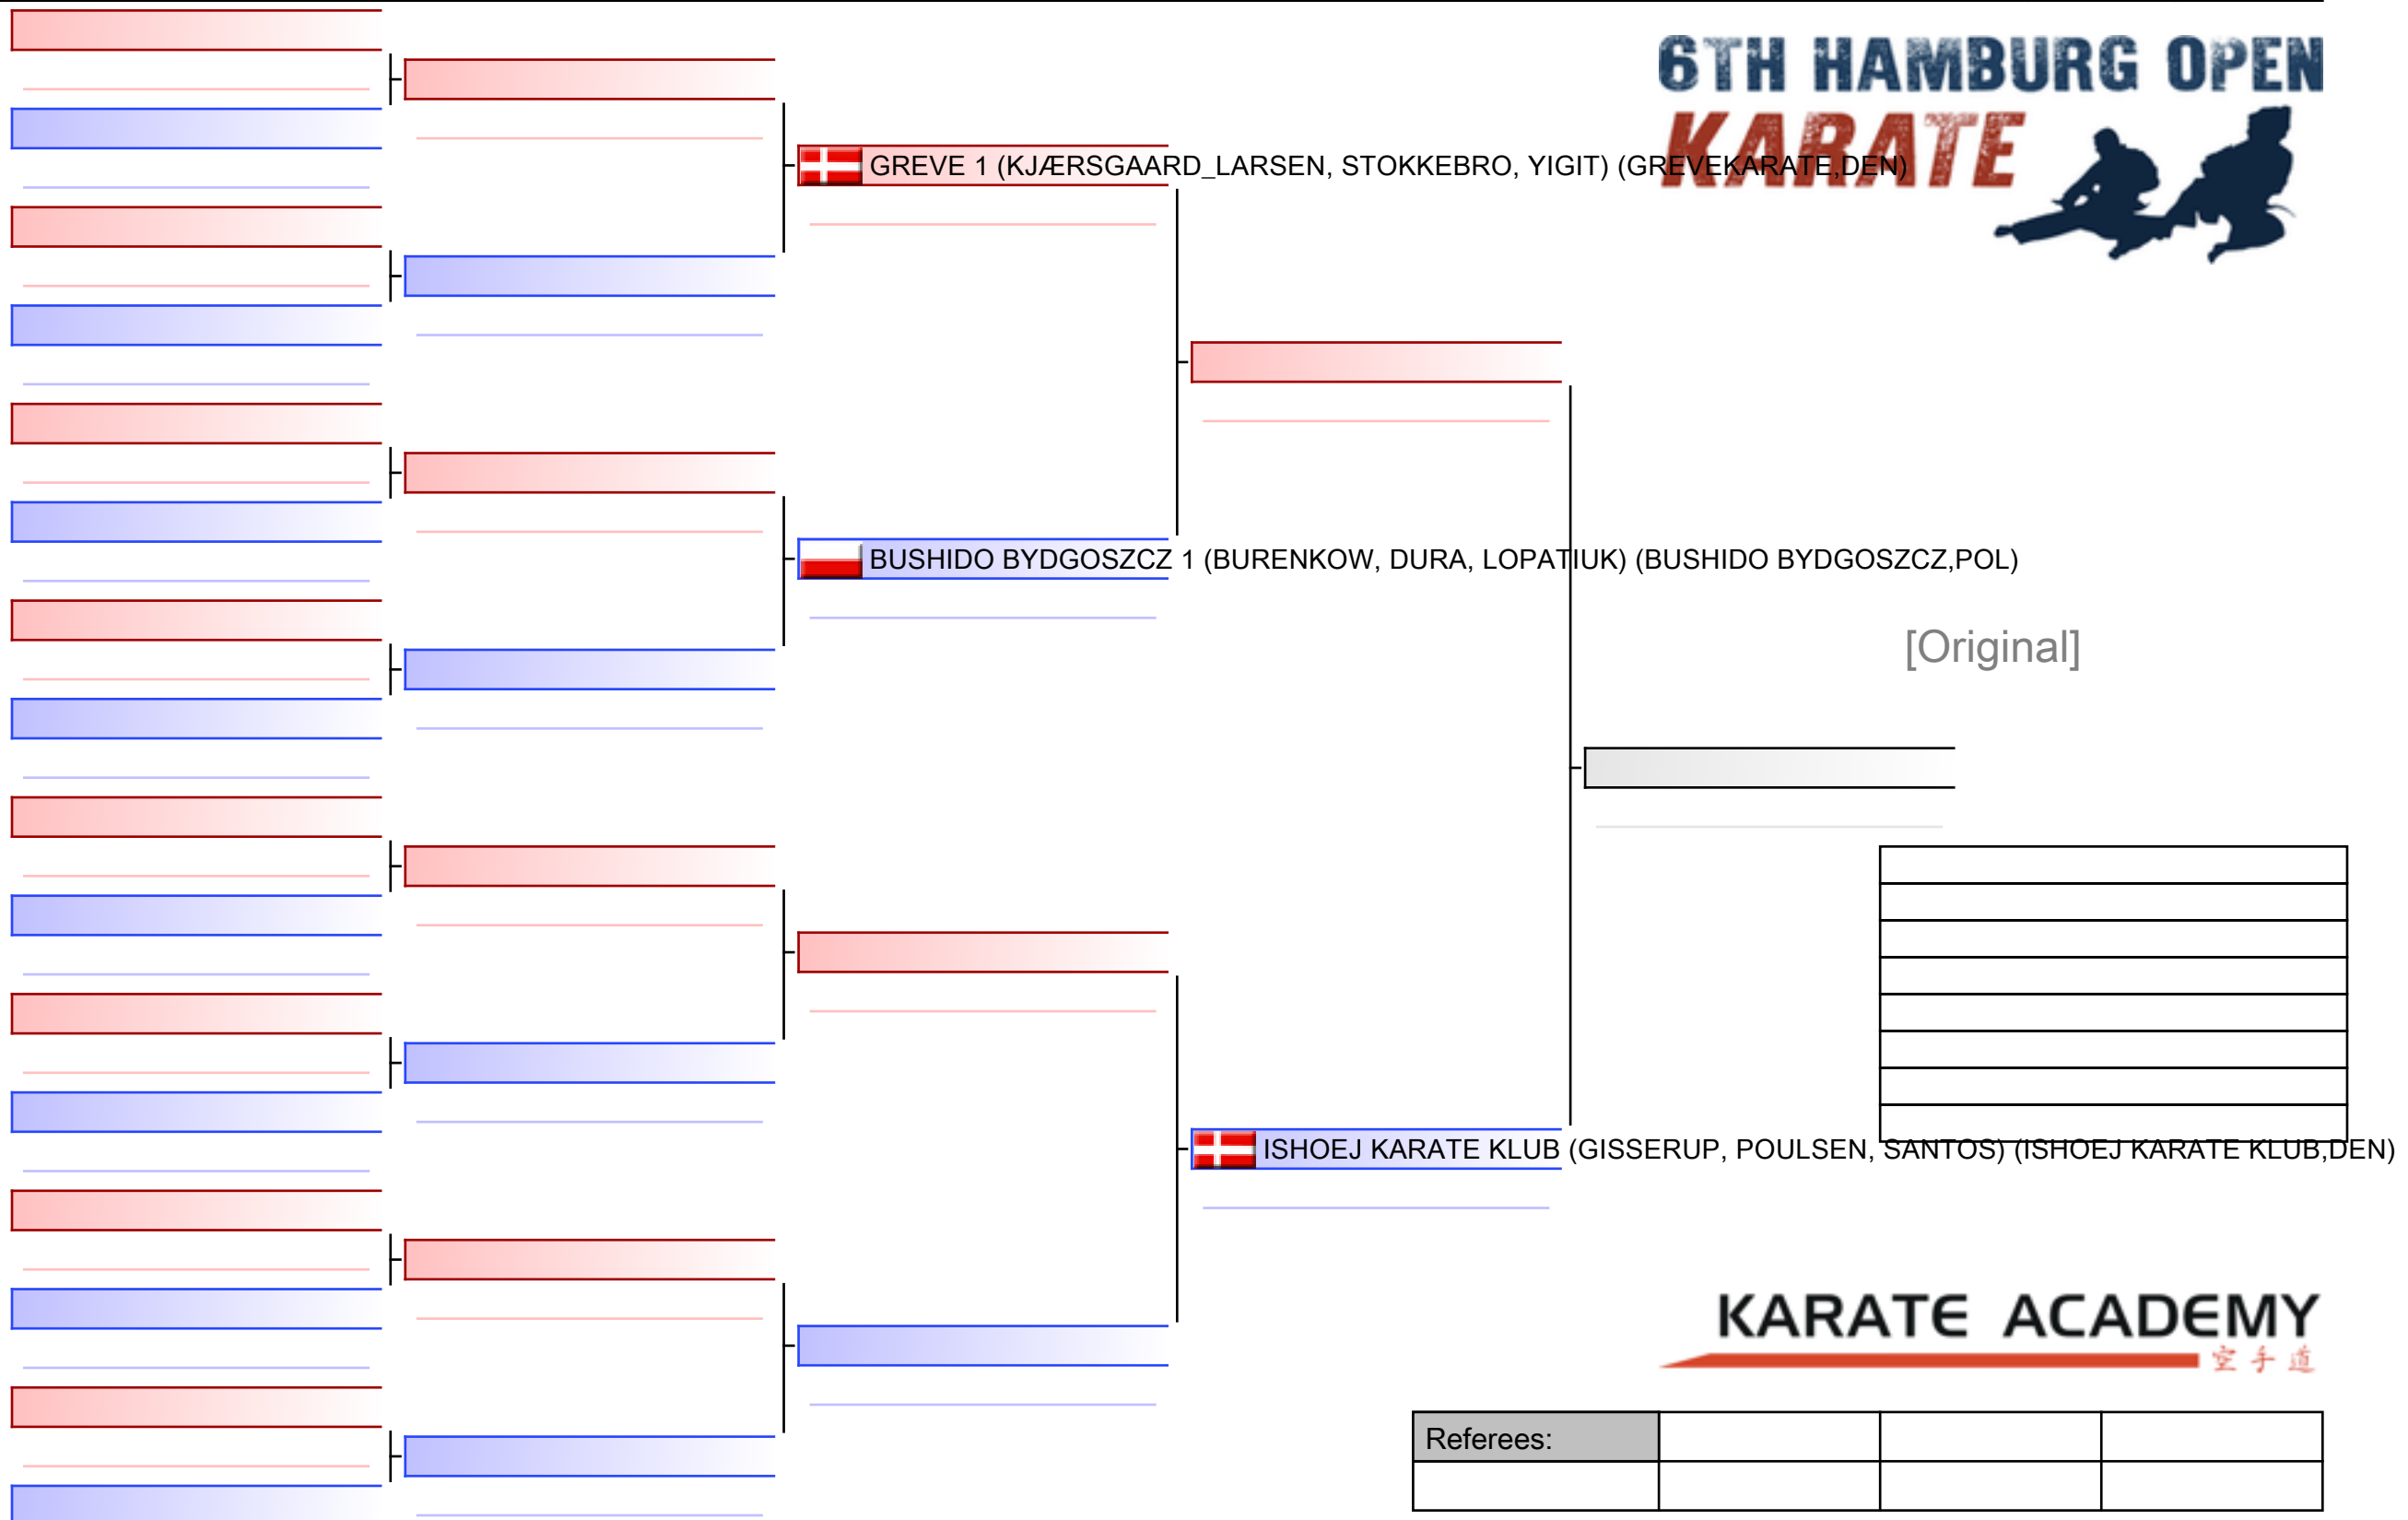 6TH HAMBURG OPEN
KARATE
GREVE 1 (KJÆRSGAARD_LARSEN, STOKKEBRO, YIGIT) (GREVEKARATE,DEN)
BUSHIDO BYDGOSZCZ 1 (BURENKOW, DURA, LOPATIUK) (BUSHIDO BYDGOSZCZ,POL)
[Original]
ISHOEJ KARATE KLUB (GISSERUP, POULSEN, SANTOS) (ISHOEJ KARATE KLUB,DEN)
KARATE ACADEMY
空手道
Referees: